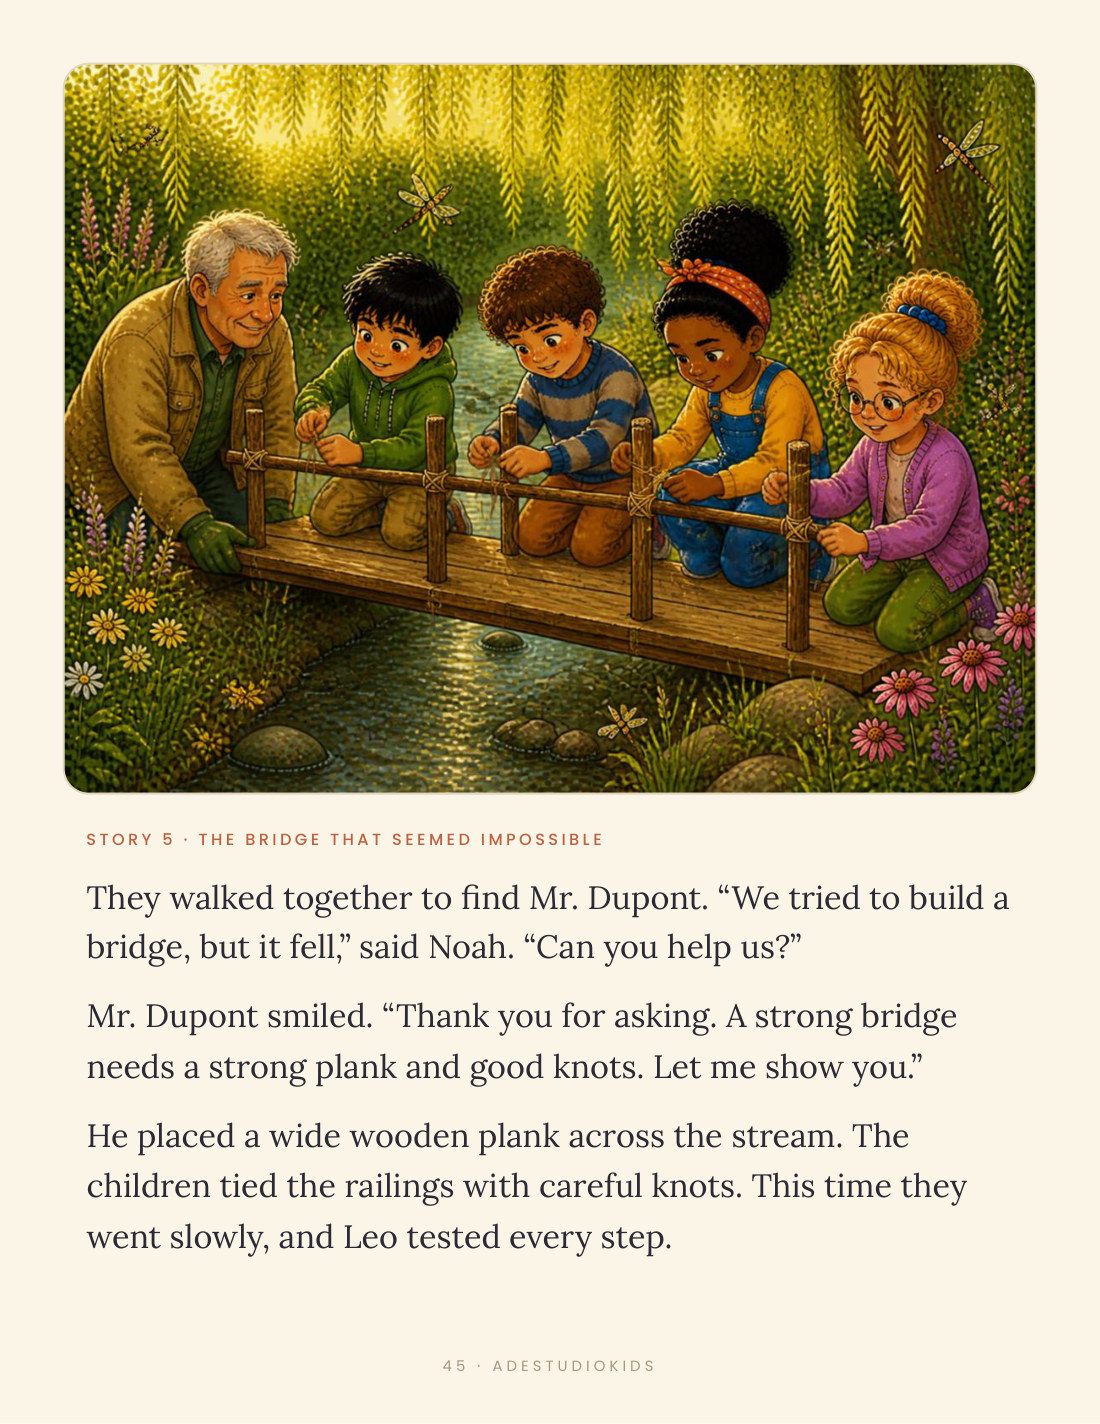 STORY 5 · THE BRIDGE THAT SEEMED IMPOSSIBLE
They walked together to find Mr. Dupont. “We tried to build a
bridge, but it fell,” said Noah. “Can you help us?”
Mr. Dupont smiled. “Thank you for asking. A strong bridge
needs a strong plank and good knots. Let me show you.”
He placed a wide wooden plank across the stream. The
children tied the railings with careful knots. This time they
went slowly, and Leo tested every step.
45 · ADESTUDIOKIDS